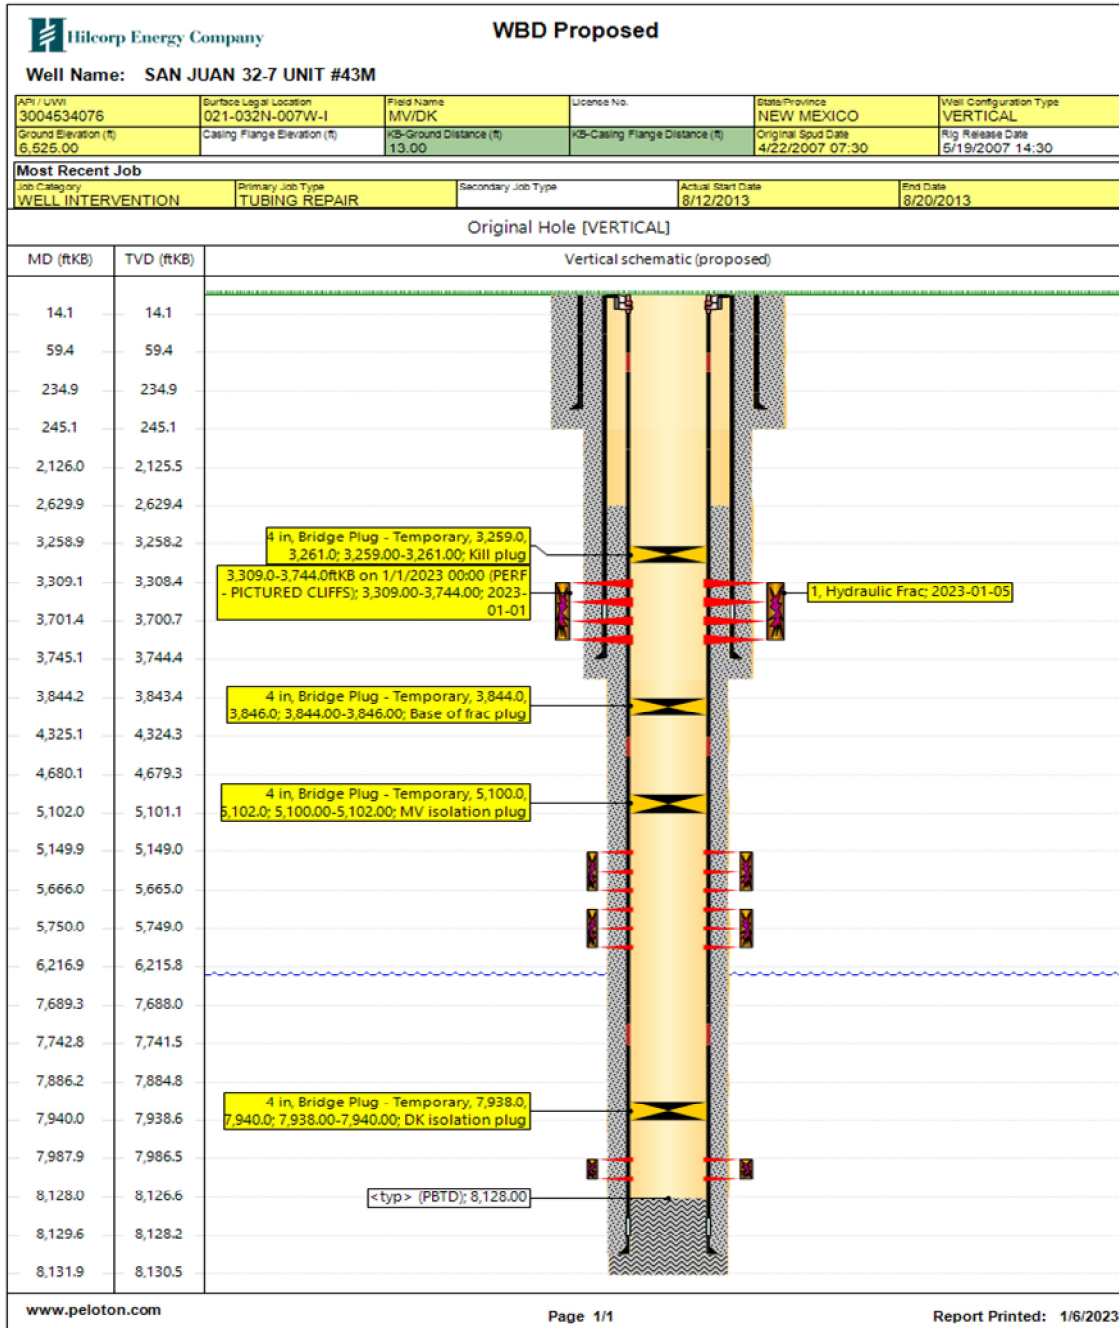 Hilcorp Energy Company
WBD Proposed
Well Name: SAN JUAN 32-7 UNIT #43M
API / UWI
3004534076
Surface Legal Location
021-032N-007W-I
Field Name
MV/DK
License No.
State/Province
NEW MEXICO
Well Configuration Type
VERTICAL
Ground Elevation (ft)
6,525.00
Casing Flange Elevation (ft)
KB-Ground Distance (ft)
13.00
KB-Casing Flange Distance (ft)
Original Spud Date
4/22/2007 07:30
Rig Release Date
5/19/2007 14:30
Most Recent Job
Job Category
WELL INTERVENTION
Primary Job Type
TUBING REPAIR
Secondary Job Type
Actual Start Date
8/12/2013
End Date
8/20/2013
Original Hole [VERTICAL]
MD (ftKB) TVD (ftKB) Vertical schematic (proposed)
14.1 14.1
59.4 59.4
234.9 234.9
245.1 245.1
2,126.0 2,125.5
2,629.9 2,629.4
3,258.9 3,258.2
4 in, Bridge Plug - Temporary, 3,259.0,
3,261.0; 3,259.00-3,261.00; Kill plug
3,309.1 3,308.4
3,309.0-3,744.0ftKB on 1/1/2023 00:00 (PERF
- PICTURED CLIFFS); 3,309.00-3,744.00; 2023-
01-01
1, Hydraulic Frac; 2023-01-05
3,701.4 3,700.7
3,745.1 3,744.4
3,844.2 3,843.4
4 in, Bridge Plug - Temporary, 3,844.0,
3,846.0; 3,844.00-3,846.00; Base of frac plug
4,325.1 4,324.3
4,680.1 4,679.3
4 in, Bridge Plug - Temporary, 5,100.0,
5,102.0; 5,100.00-5,102.00; MV isolation plug
5,102.0 5,101.1
5,149.9 5,149.0
5,666.0 5,665.0
5,750.0 5,749.0
6,216.9 6,215.8
7,689.3 7,688.0
7,742.8 7,741.5
7,886.2 7,884.8
4 in, Bridge Plug - Temporary, 7,938.0,
7,940.0; 7,938.00-7,940.00; DK isolation plug
7,940.0 7,938.6
7,987.9 7,986.5
8,128.0 8,126.6
<typ> (PBTD); 8,128.00
8,129.6 8,128.2
8,131.9 8,130.5
www.peloton.com
Page 1/1
Report Printed: 1/6/2023